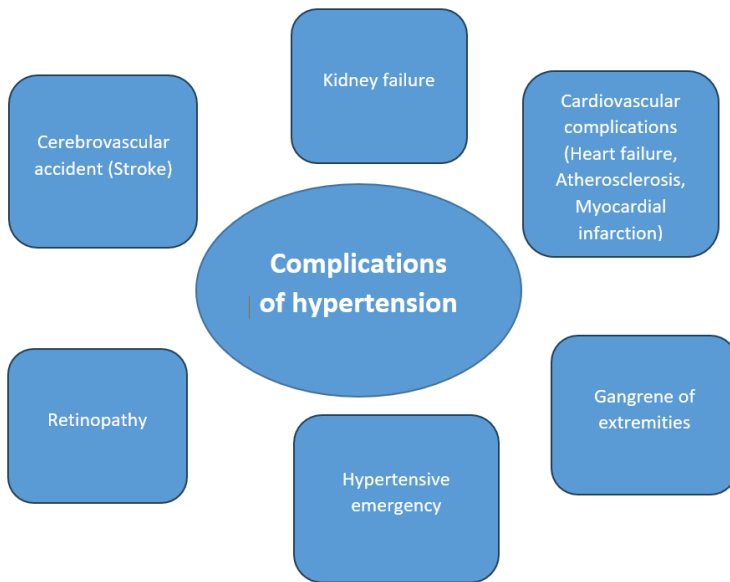 Kidney failure
Cardiovascular
complications
(Heart failure,
Atherosclerosis,
Myocardial
infarction)
Cerebrovascular
accident (Stroke)
Complications
of hypertension
Gangrene of
extremities
Retinopathy
Hypertensive
emergency